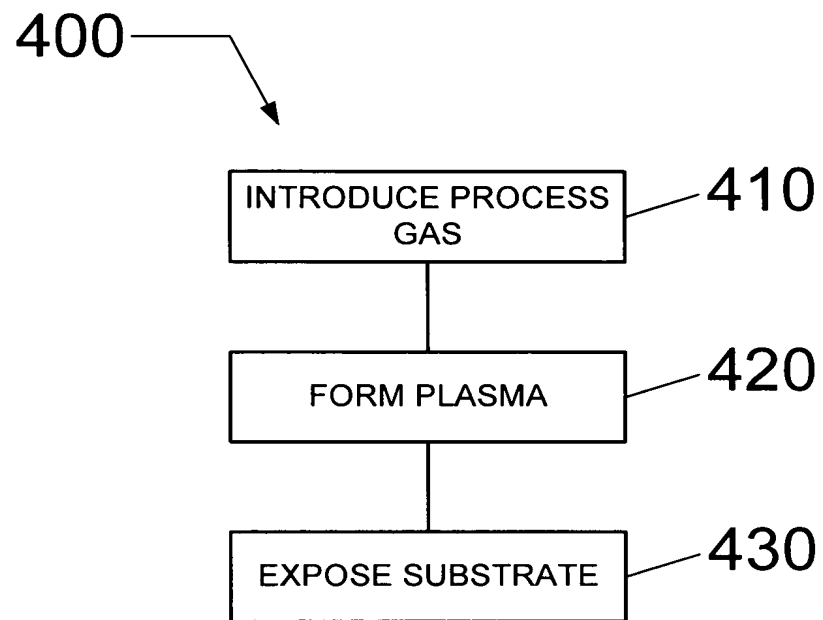 400
INTRODUCE PROCESS
GAS
410
FORM PLASMA
420
EXPOSE SUBSTRATE
430